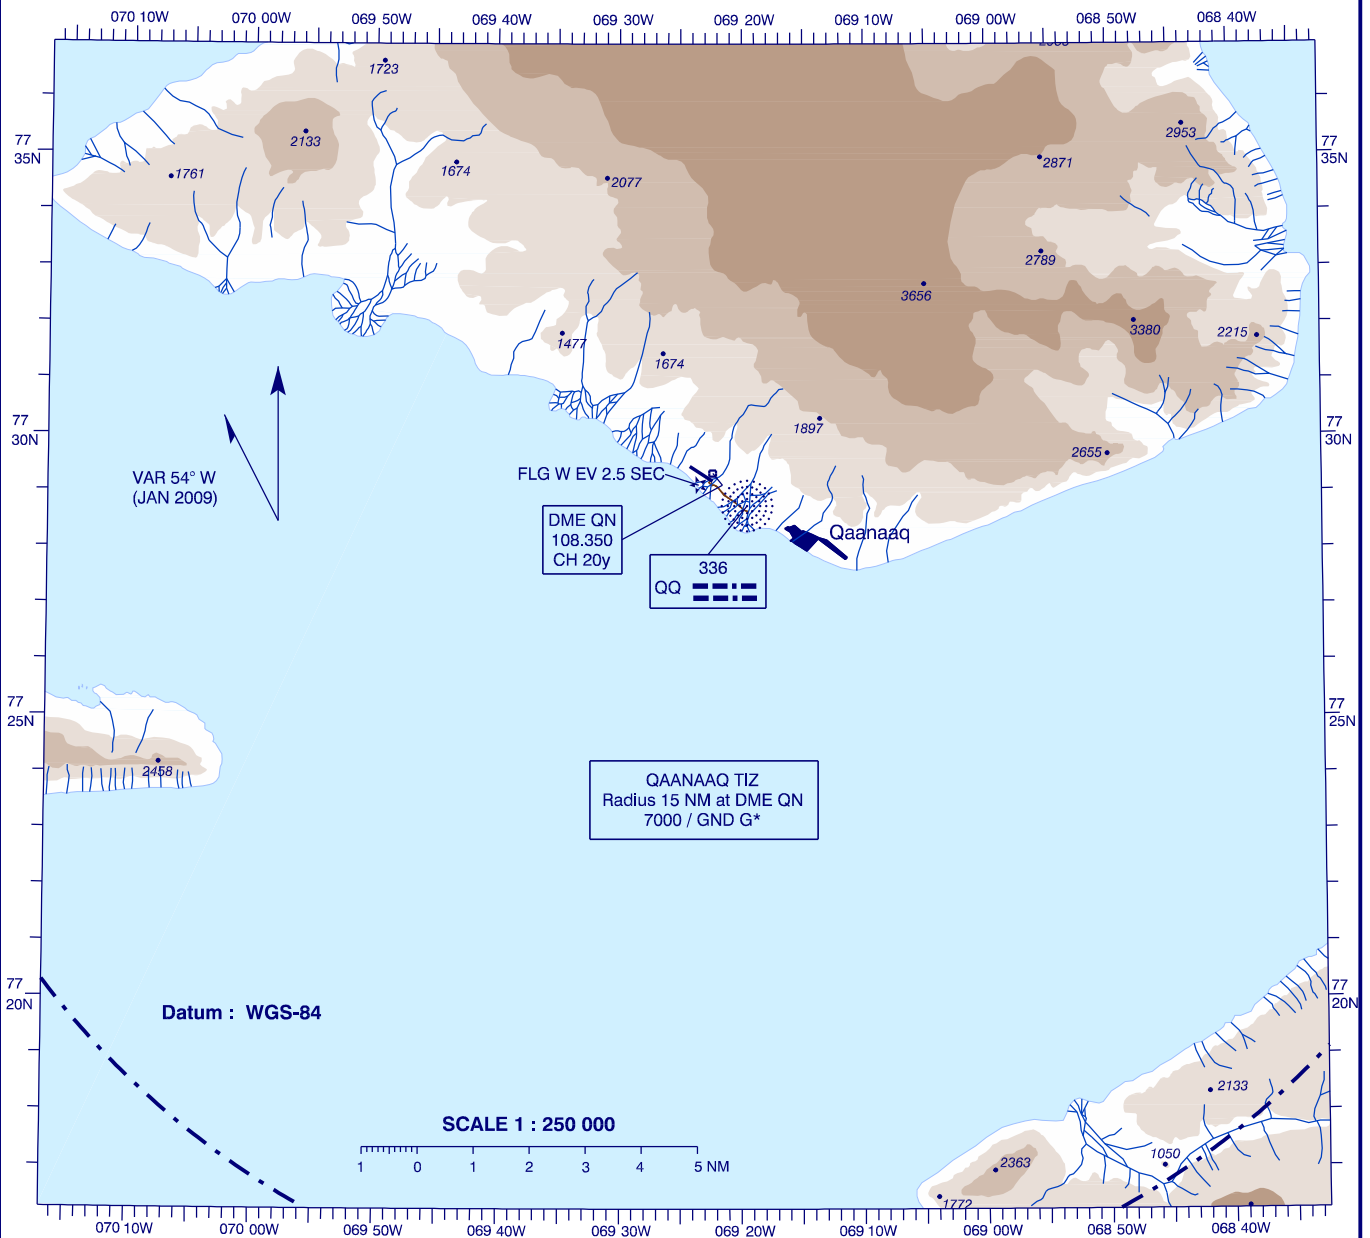 070 10W 070 00W 069 50W 069 40W 069 30W 069 20W 069 10W 069 00W 068 50W 068 40W
1723
2133
1761
1674
2077
2871
2953
2789
3656
3380
2215
1477
1674
1897
2655
77
35N
77
35N
77
30N
77
30N
VAR 54° W
(JAN 2009)
FLG W EV 2.5 SEC
DME QN
108.350
CH 20y
336
QQ
Qaanaaq
77
25N
77
25N
2458
QAANAAQ TIZ
Radius 15 NM at DME QN
7000 / GND G*
77
20N
77
20N
Datum : WGS-84
SCALE 1 : 250 000
1 0 1 2 3 4 5 NM
2133
1050
2363
1772
070 10W 070 00W 069 50W 069 40W 069 30W 069 20W 069 10W 069 00W 068 50W 068 40W